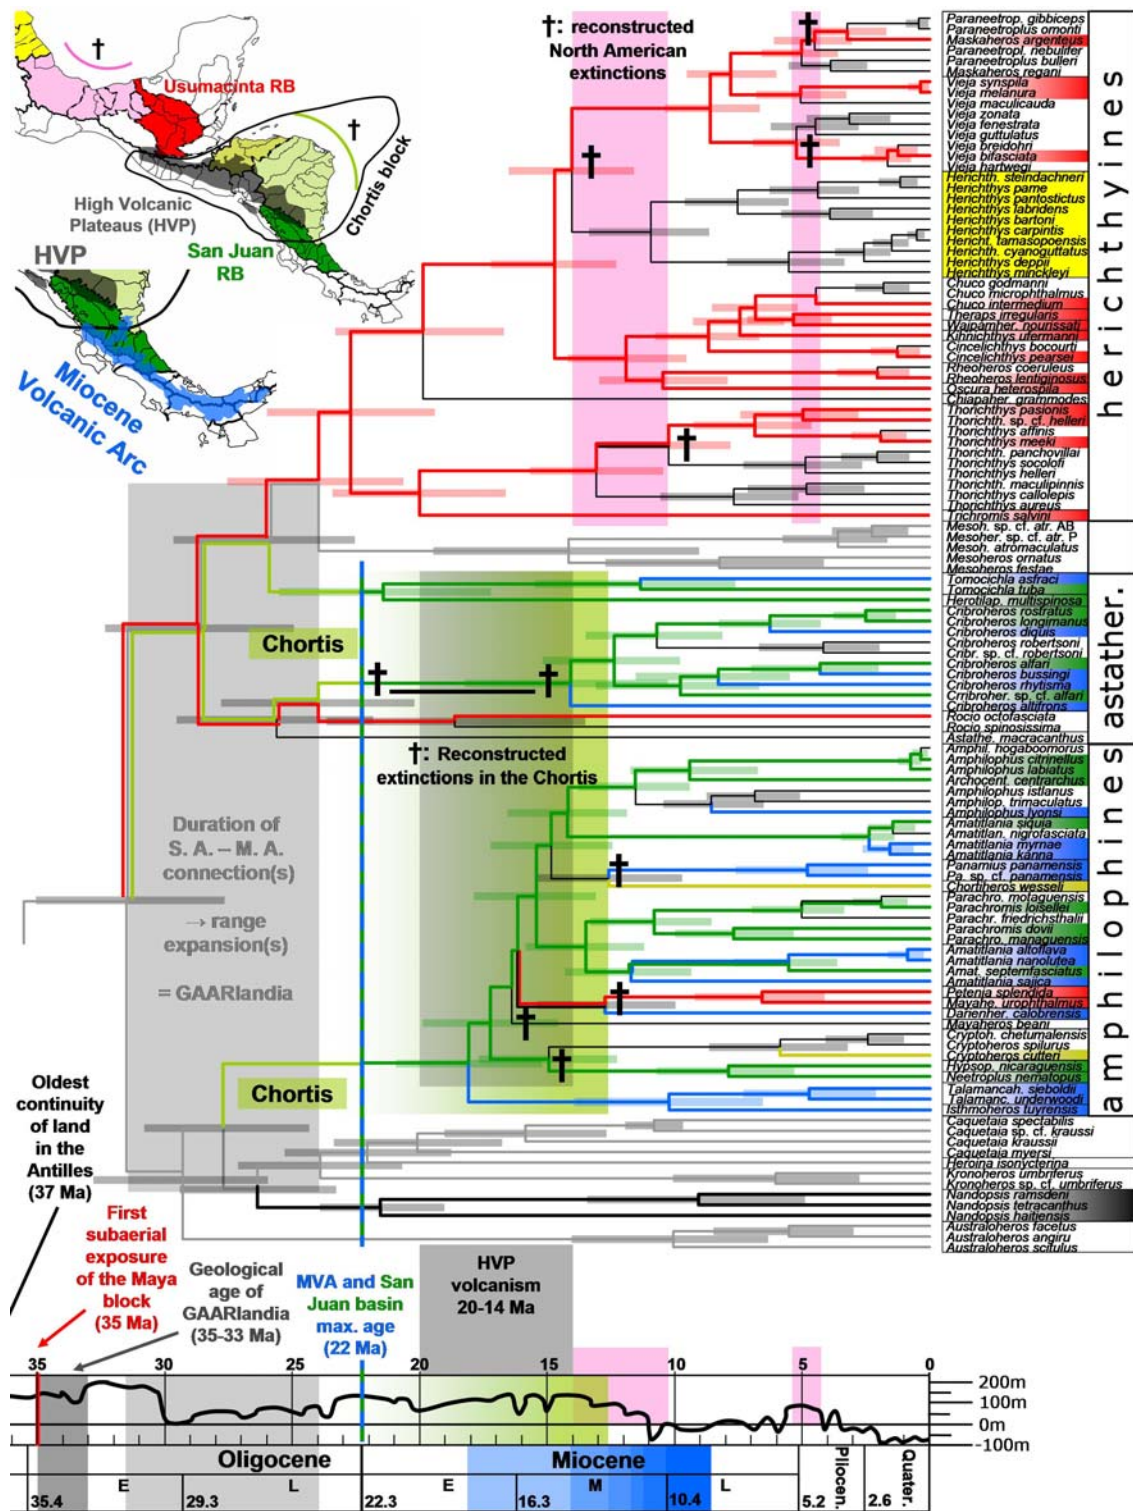 †: reconstructed
North American
extinctions
†
†
Usumacinta RB
Chortis block
High Volcanic
Plateaus (HVP)
San Juan
RB
HVP
Miocene
Volcanic Arc
Chortis
†: Reconstructed
extinctions in the Chortis
Duration of
S. A. – M. A.
connection(s)
→ range
expansion(s)
= GAARlandia
Chortis
Paraneetrop. gibbiceps
Paraneetroplus omonti
Maskaheros argenteus
Paraneetropl. nebulifer
Paraneetroplus bulleri
Maskaheros regani
Vieja synspila
Vieja melanura
Vieja maculicauda
Vieja zonata
Vieja fenestrata
Vieja guttulatus
Vieja breidohri
Vieja bifasciata
Vieja hartwegi
Herichth. steindachneri
Herichthys pame
Herichthys pantostictus
Herichthys labridens
Herichthys bartoni
Herichthys carpintis
Hericht. tamasopoensis
Herichth. cyanoguttatus
Herichthys deppii
Herichthys minckleyi
Chuco godmanni
Chuco microphthalmus
Chuco intermedium
Theraps irregularis
Wajpamher. nourissati
Kihnichthys ufermanni
Cincelichthys bocourti
Cincelichthys pearsei
Rheoheros coeruleus
Rheoheros lentiginosus
Oscura heterospila
Chiapaher. grammodes
Thorichthys pasionis
Thorichth. sp. cf. helleri
Thorichthys affinis
Thorichthys meeki
Thorichth. panchovillai
Thorichthys socolofi
Thorichthys helleri
Thorichth. maculipinnis
Thorichthys callolepis
Thorichthys aureus
Trichromis salvini
Mesoh. sp. cf. atr. AB
Mesoher. sp. cf. atr. P
Mesoh. atromaculatus
Mesoheros ornatus
Mesoheros festae
Tomocichla asfraci
Tomocichla tuba
Herotilap. multispinosa
Cribroheros rostratus
Cribroheros longimanus
Cribroheros diquis
Cribroheros robertsoni
Cribr. sp. cf. robertsoni
Cribroheros alfari
Cribroheros bussingi
Cribroheros rhytisma
Crribroher. sp. cf. alfari
Cribroheros altifrons
Rocio octofasciata
Rocio spinosissima
Astathe. macracanthus
Amphil. hogaboomorus
Amphilophus citrinellus
Amphilophus labiatus
Archocent. centrarchus
Amphilophus istlanus
Amphilop. trimaculatus
Amphilophus lyonsi
Amatitlania siquia
Amatitlan. nigrofasciata
Amatitlania myrnae
Amatitlania kanna
Panamius panamensis
Pa. sp. cf. panamensis
Chortiheros wesseli
Parachro. motaguensis
Parachromis loisellei
Parachr. friedrichsthalii
Parachromis dovii
Parachro. managuensis
Amatitlania altoflava
Amatitlania nanolutea
Amat. septemfasciatus
Amatitlania sajica
Petenia splendida
Mayahe. urophthalmus
Darienher. calobrensis
Mayaheros beani
Cryptoh. chetumalensis
Cryptoheros spilurus
Cryptoheros cutteri
Hypsop. nicaraguensis
Neetroplus nematopus
Talamancah. sieboldii
Talamanc. underwoodi
Isthmoheros tuyrensis
Caquetaia spectabilis
Caquetaia sp. cf. kraussi
Caquetaia kraussii
Caquetaia myersi
Heroina isonycterina
Kronoheros umbriferus
Kronoheros sp. cf. umbriferus
Nandopsis ramsdeni
Nandopsis tetracanthus
Nandopsis haitiensis
Australoheros facetus
Australoheros angiru
Australoheros scitulus
herichthyines
astather.
amphilophines
Oldest
continuity
of land
in the
Antilles
(37 Ma)
First
subaerial
exposure
of the Maya
block
(35 Ma)
Geological
age of
GAARlandia
(35-33 Ma)
MVA and San
Juan basin
max. age
(22 Ma)
HVP
volcanism
20-14 Ma
35 30 25 20 15 10 5 0
200m
100m
0m
-100m
Oligocene Miocene Pliocen. Quater.
E L E M L
35.4 29.3 22.3 16.3 10.4 5.2 2.6